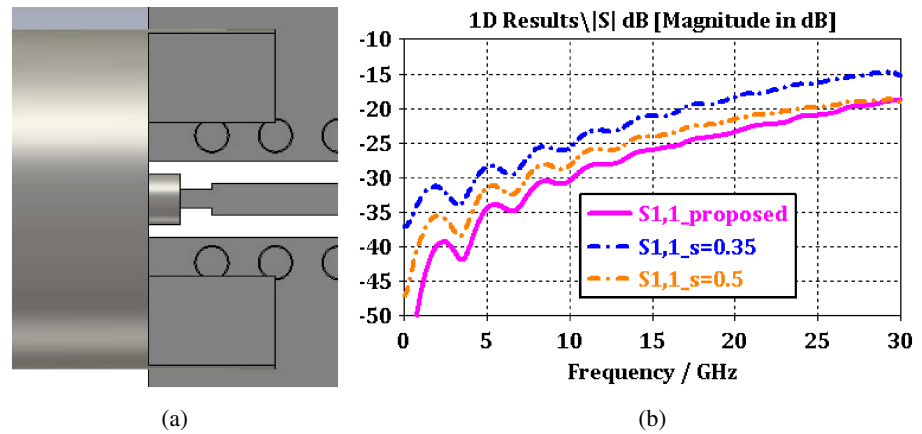 1D Results\|S| dB [Magnitude in dB]
-10
-15
-20
-25
-30
-35
-40
-45
-50
S1,1_proposed
S1,1_s=0.35
S1,1_s=0.5
0 5 10 15 20 25 30
Frequency / GHz
(a) (b)